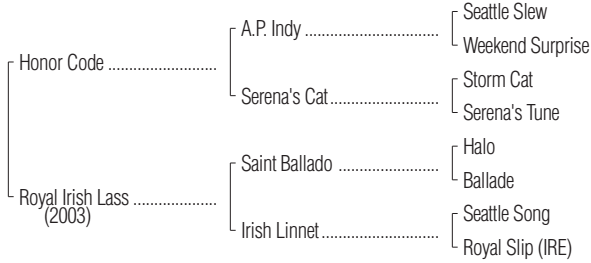 Seattle Slew
A.P. Indy ..............................
Weekend Surprise
Honor Code ........................
Storm Cat
Serena's Cat........................
Serena's Tune
Halo
Saint Ballado ......................
Ballade
Royal Irish Lass ..................
(2003)
Seattle Song
Irish Linnet..........................
Royal Slip (IRE)